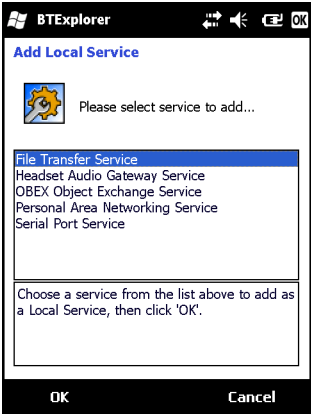 BTExplorer
OK
Add Local Service
Please select service to add...
File Transfer Service
Headset Audio Gateway Service
OBEX Object Exchange Service
Personal Area Networking Service
Serial Port Service
Choose a service from the list above to add as
a Local Service, then click 'OK'.
OK
Cancel